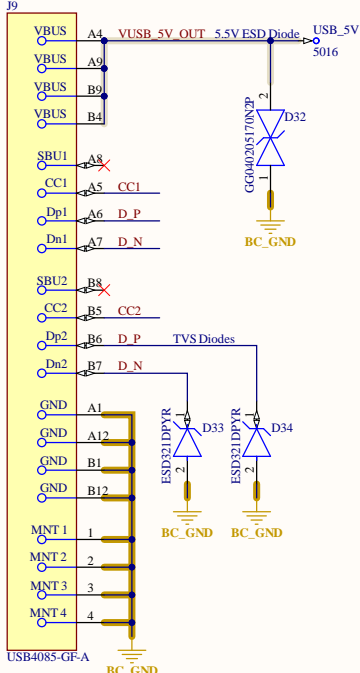 J9
VBUS A4 VUSB_5V_OUT 5.5V ESD Diode USB_5V
5016
VBUS A9
VBUS B9
VBUS B4
2
D32
GG040205170N2P
1
BC_GND
SBU1 A8
CC1 A5 CC1
Dp1 A6 D_P
Dn1 A7 D_N
SBU2 B8
CC2 B5 CC2
Dp2 B6 D_P TVS Diodes
Dn2 B7 D_N
GND A1
GND A12
GND B1
GND B12
1 D33
ESD321DPYR
2
BC_GND
1 D34
ESD321DPYR
2
BC_GND
MNT 1 1
MNT 2 2
MNT 3 3
MNT 4 4
USB4085-GF-A
BC_GND